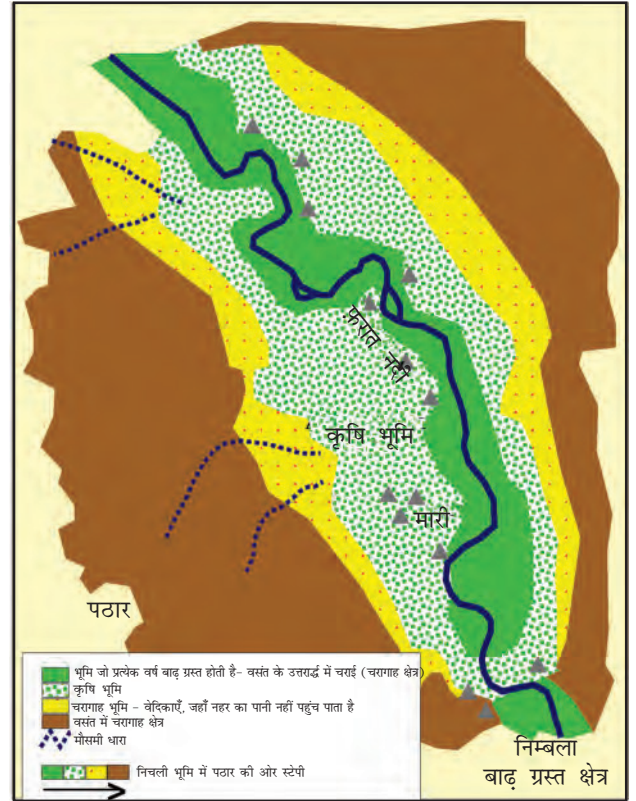 फ़रात नदी
कृषि भूमि
मारी
पठार
भूमि जो प्रत्येक वर्ष बाढ़ ग्रस्त होती है- वसंत के उत्तरार्द्ध में चराई (चरागाह क्षेत्र)
कृषि भूमि
चरागाह भूमि - वेदिकाएँ, जहाँ नहर का पानी नहीं पहुंच पाता है
वसंत में चरागाह क्षेत्र
मौसमी धारा
निचली भूमि में पठार की ओर स्टेपी
निम्बला
बाढ़ ग्रस्त क्षेत्र